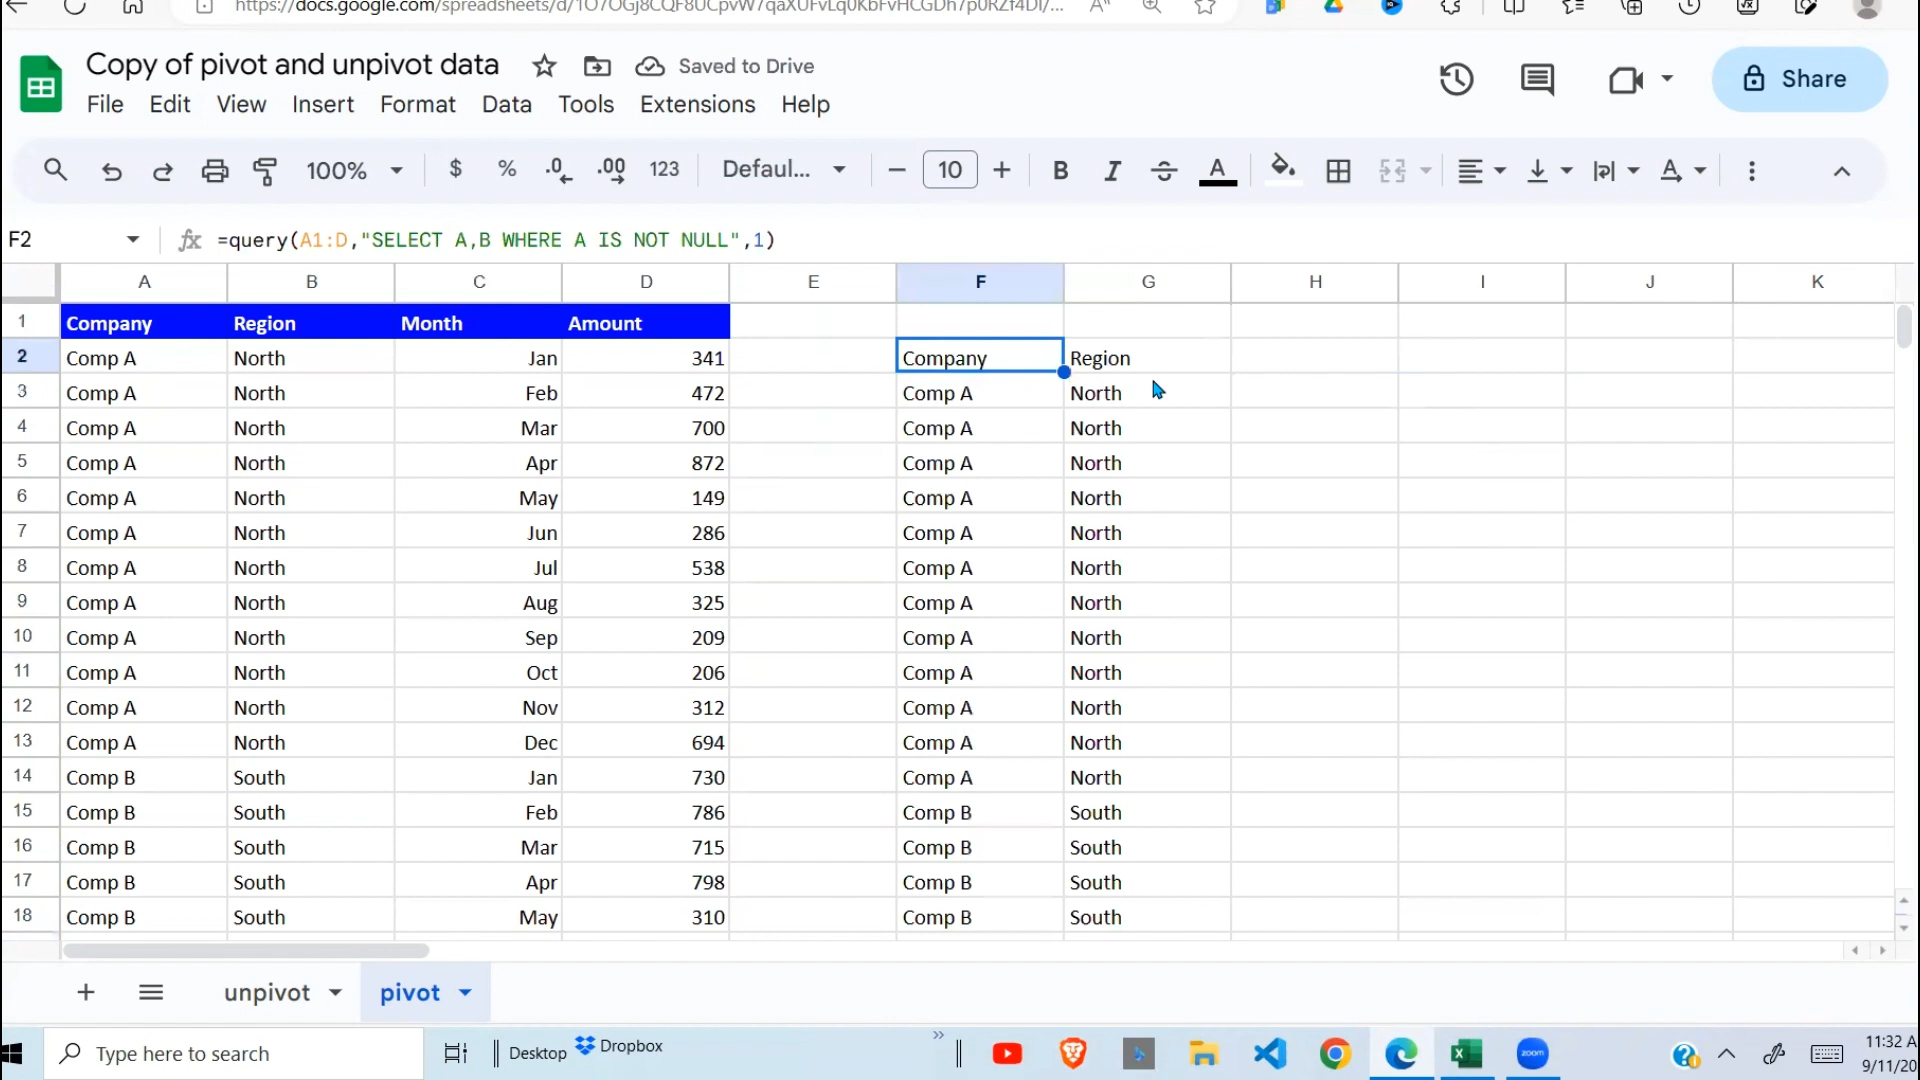 https://docs.google.com/spreadsheets/d/
Copy of pivot and unpivot data
Saved to Drive
File Edit View Insert Format Data Tools Extensions Help
Share
100% $ % .0 .00 123 Defaul... 10 B I A
F2 fx =query(A1:D,"SELECT A,B WHERE A IS NOT NULL",1)
A B C D E F G H I J K
1 Company Region Month Amount
2 Comp A North Jan 341 Company Region
3 Comp A North Feb 472 Comp A North
4 Comp A North Mar 700 Comp A North
5 Comp A North Apr 872 Comp A North
6 Comp A North May 149 Comp A North
7 Comp A North Jun 286 Comp A North
8 Comp A North Jul 538 Comp A North
9 Comp A North Aug 325 Comp A North
10 Comp A North Sep 209 Comp A North
11 Comp A North Oct 206 Comp A North
12 Comp A North Nov 312 Comp A North
13 Comp A North Dec 694 Comp A North
14 Comp B South Jan 730 Comp A North
15 Comp B South Feb 786 Comp B South
16 Comp B South Mar 715 Comp B South
17 Comp B South Apr 798 Comp B South
18 Comp B South May 310 Comp B South
unpivot pivot
Type here to search Desktop Dropbox zoom 11:32 A
9/11/20